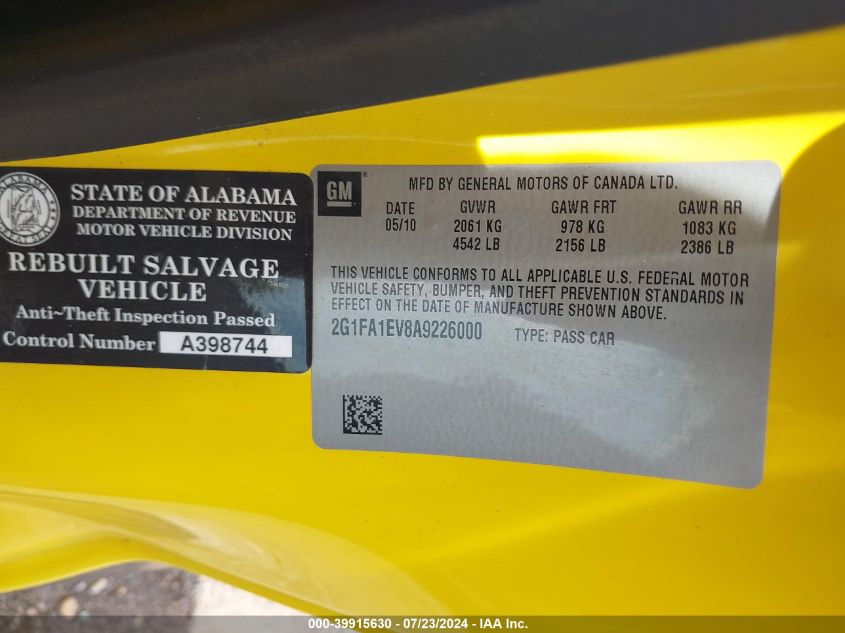 STATE OF ALABAMA
DEPARTMENT OF REVENUE
MOTOR VEHICLE DIVISION
REBUILT SALVAGE
VEHICLE
Anti~Theft Inspection Passed
Control Number A398744
GM
MFD BY GENERAL MOTORS OF CANADA LTD.
DATE GVWR GAWR FRT GAWR RR
05/10 2061 KG 978 KG 1083 KG
4542 LB 2156 LB 2386 LB
THIS VEHICLE CONFORMS TO ALL APPLICABLE U.S. FEDERAL MOTOR
VEHICLE SAFETY, BUMPER, AND THEFT PREVENTION STANDARDS IN
EFFECT ON THE DATE OF MANUFACTURE SHOWN ABOVE.
2G1FA1EV8A9226000 TYPE: PASS CAR
000-39915630 - 07/23/2024 - IAA Inc.